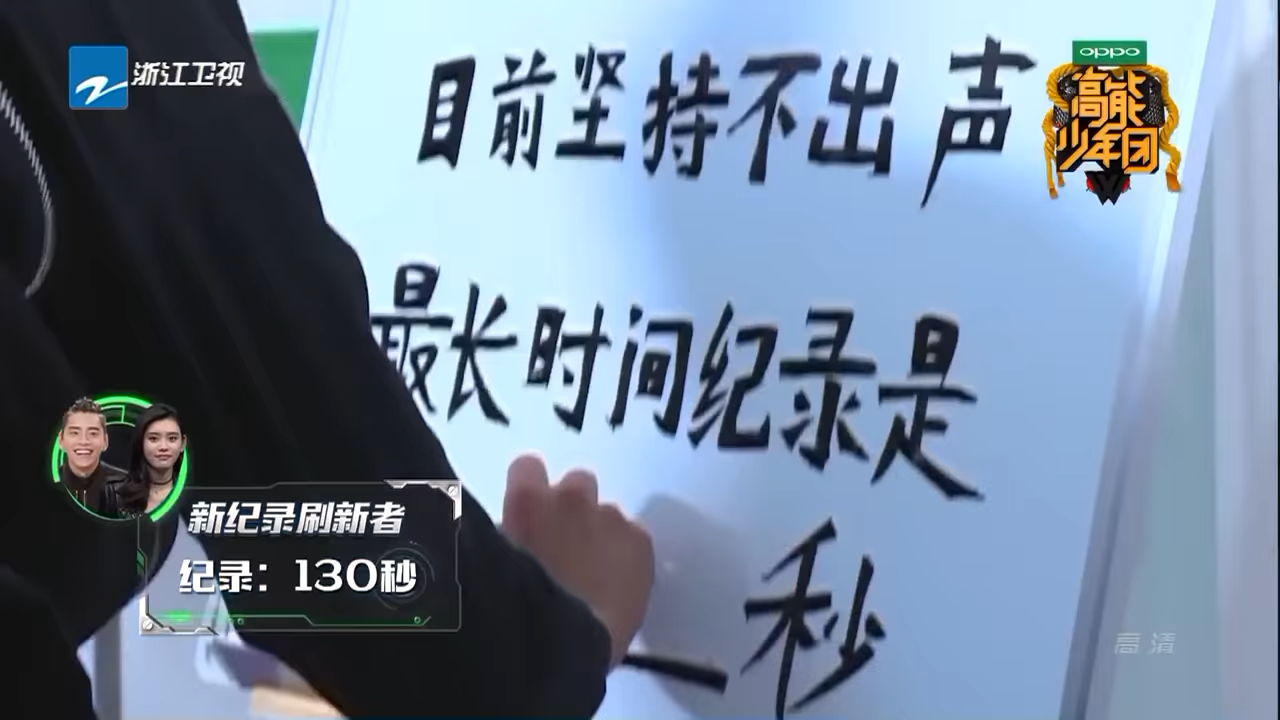 浙江卫视
oppo
高能
少年团
目前坚持不出声
最长时间纪录是
秒
新纪录刷新者
纪录：130秒
高清